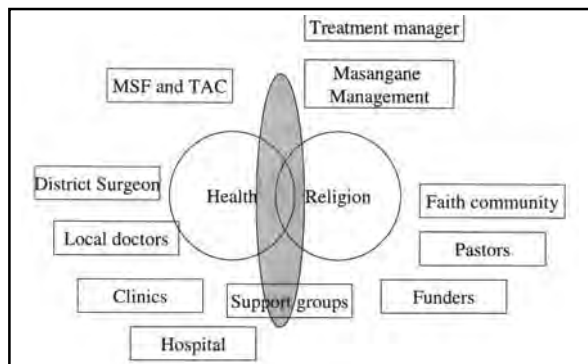 Treatment manager
MSF and TAC
Masangane
Management
District Surgeon
Health
Religion
Faith community
Local doctors
Pastors
Clinics
Support groups
Funders
Hospital